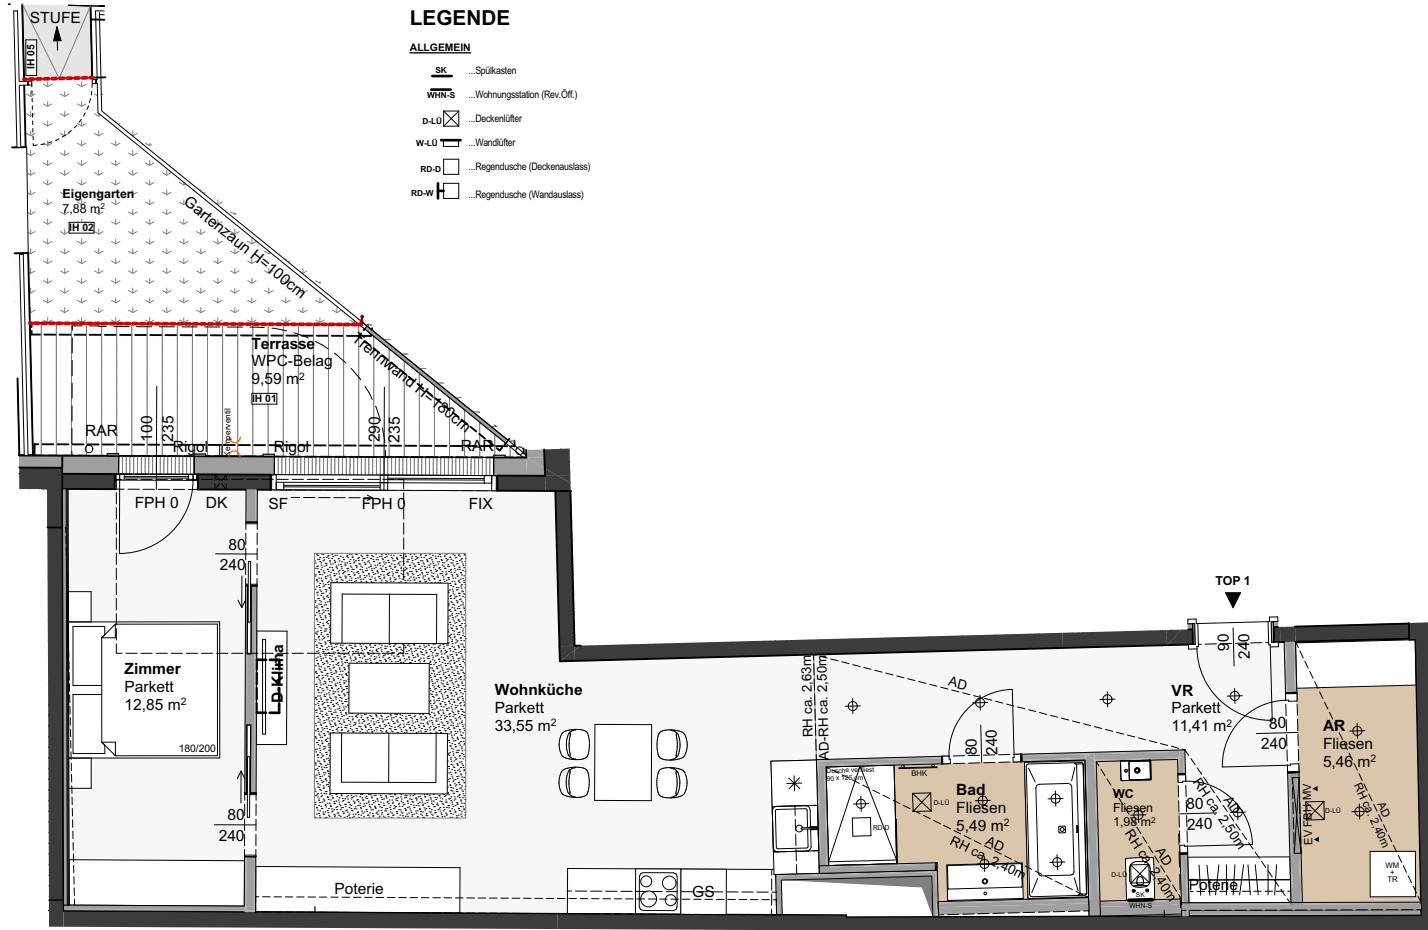 STUFE
IH 05
LEGENDE
ALLGEMEIN
SK ...Spülkasten
WHN-S ...Wohnungsstation (Rev.Öff.)
D-LÜ ...Deckenlüfter
W-LÜ ...Wandlüfter
RD-D ...Regendusche (Deckenauslass)
RD-W ...Regendusche (Wandauslass)
Eigengarten
7,88 m²
IH 02
Gartenzaun H=100cm
Terrasse
WPC-Belag
9,59 m²
IH 01
Trennwand H=180cm
RAR
100
235
Rigol
Rigol
290
235
RAR
FPH 0
DK
SF
FPH 0
FIX
80
240
Zimmer
Parkett
12,85 m²
180/200
D-Klima
80
240
Wohnküche
Parkett
33,55 m²
Poterie
GS
RH ca. 2,63m
AD-RH ca. 2,50m
AD
TOP 1
90
240
VR
Parkett
11,41 m²
80
240
80
240
AR
Fliesen
5,46 m²
AD
RH ca. 2,40m
EV FBH MV
D-LÜ
WM
+
TR
90 x 125 cm
RD-D
BHK
D-LÜ
Bad
Fliesen
5,49 m²
AD
RH ca. 2,40m
WC
Fliesen
1,98 m²
AD
RH ca. 2,40m
D-LÜ
SK
WHN-S
80
240
AD
RH ca. 2,50m
Poterie